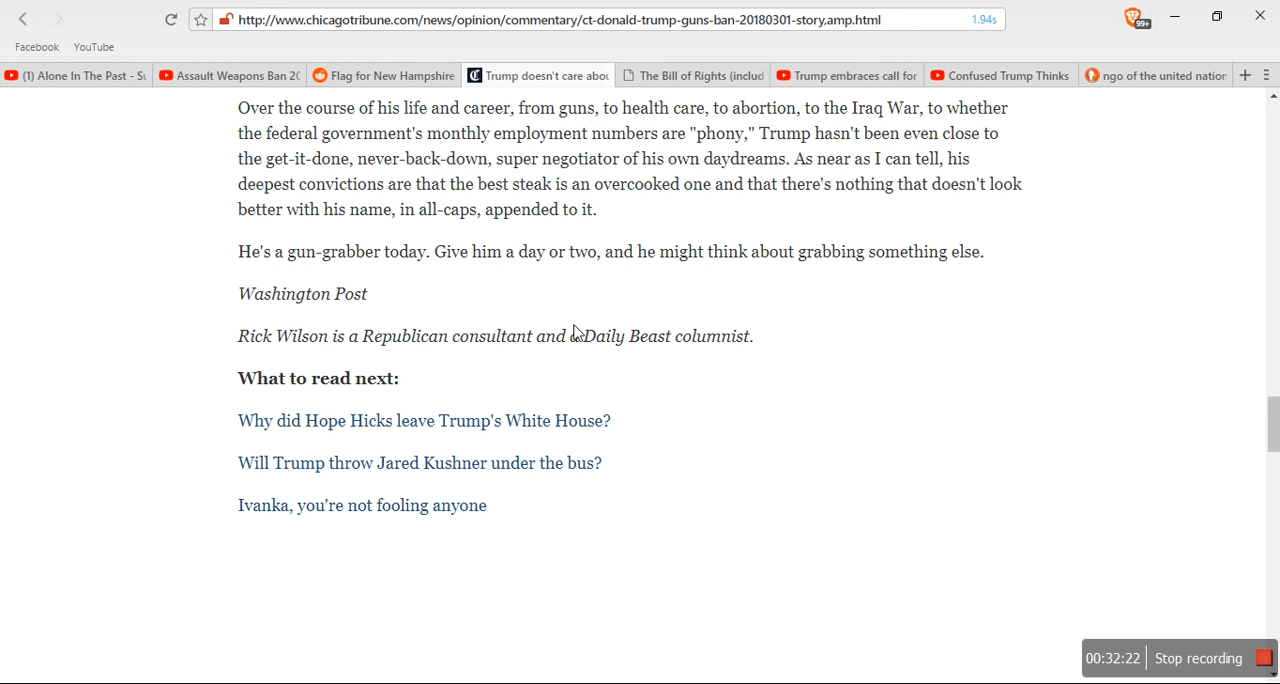 http://www.chicagotribune.com/news/opinion/commentary/ct-donald-trump-guns-ban-20180301-story,amp.html 1.94s
99+
Facebook YouTube
(1) Alone In The Past - Su Assault Weapons Ban 20 Flag for New Hampshire Trump doesn't care abou The Bill of Rights (includ Trump embraces call for Confused Trump Thinks ngo of the united nation
Over the course of his life and career, from guns, to health care, to abortion, to the Iraq War, to whether
the federal government's monthly employment numbers are "phony," Trump hasn't been even close to
the get-it-done, never-back-down, super negotiator of his own daydreams. As near as I can tell, his
deepest convictions are that the best steak is an overcooked one and that there's nothing that doesn't look
better with his name, in all-caps, appended to it.
He's a gun-grabber today. Give him a day or two, and he might think about grabbing something else.
Washington Post
Rick Wilson is a Republican consultant and a Daily Beast columnist.
What to read next:
Why did Hope Hicks leave Trump's White House?
Will Trump throw Jared Kushner under the bus?
Ivanka, you're not fooling anyone
00:32:22 Stop recording